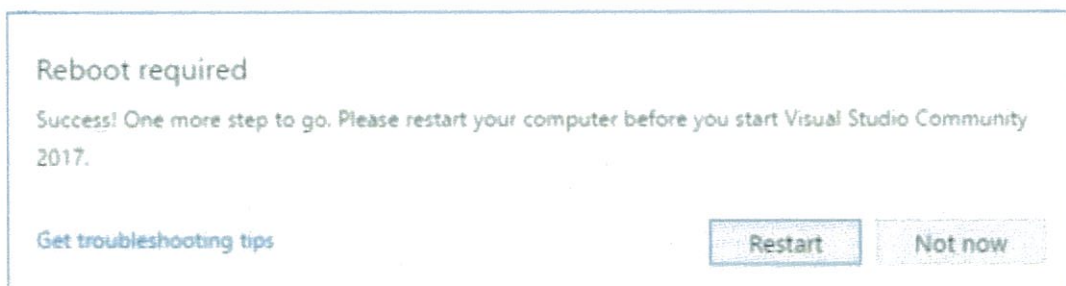 Reboot required
Success! One more step to go. Please restart your computer before you start Visual Studio Community
2017.
Get troubleshooting tips
Restart
Not now